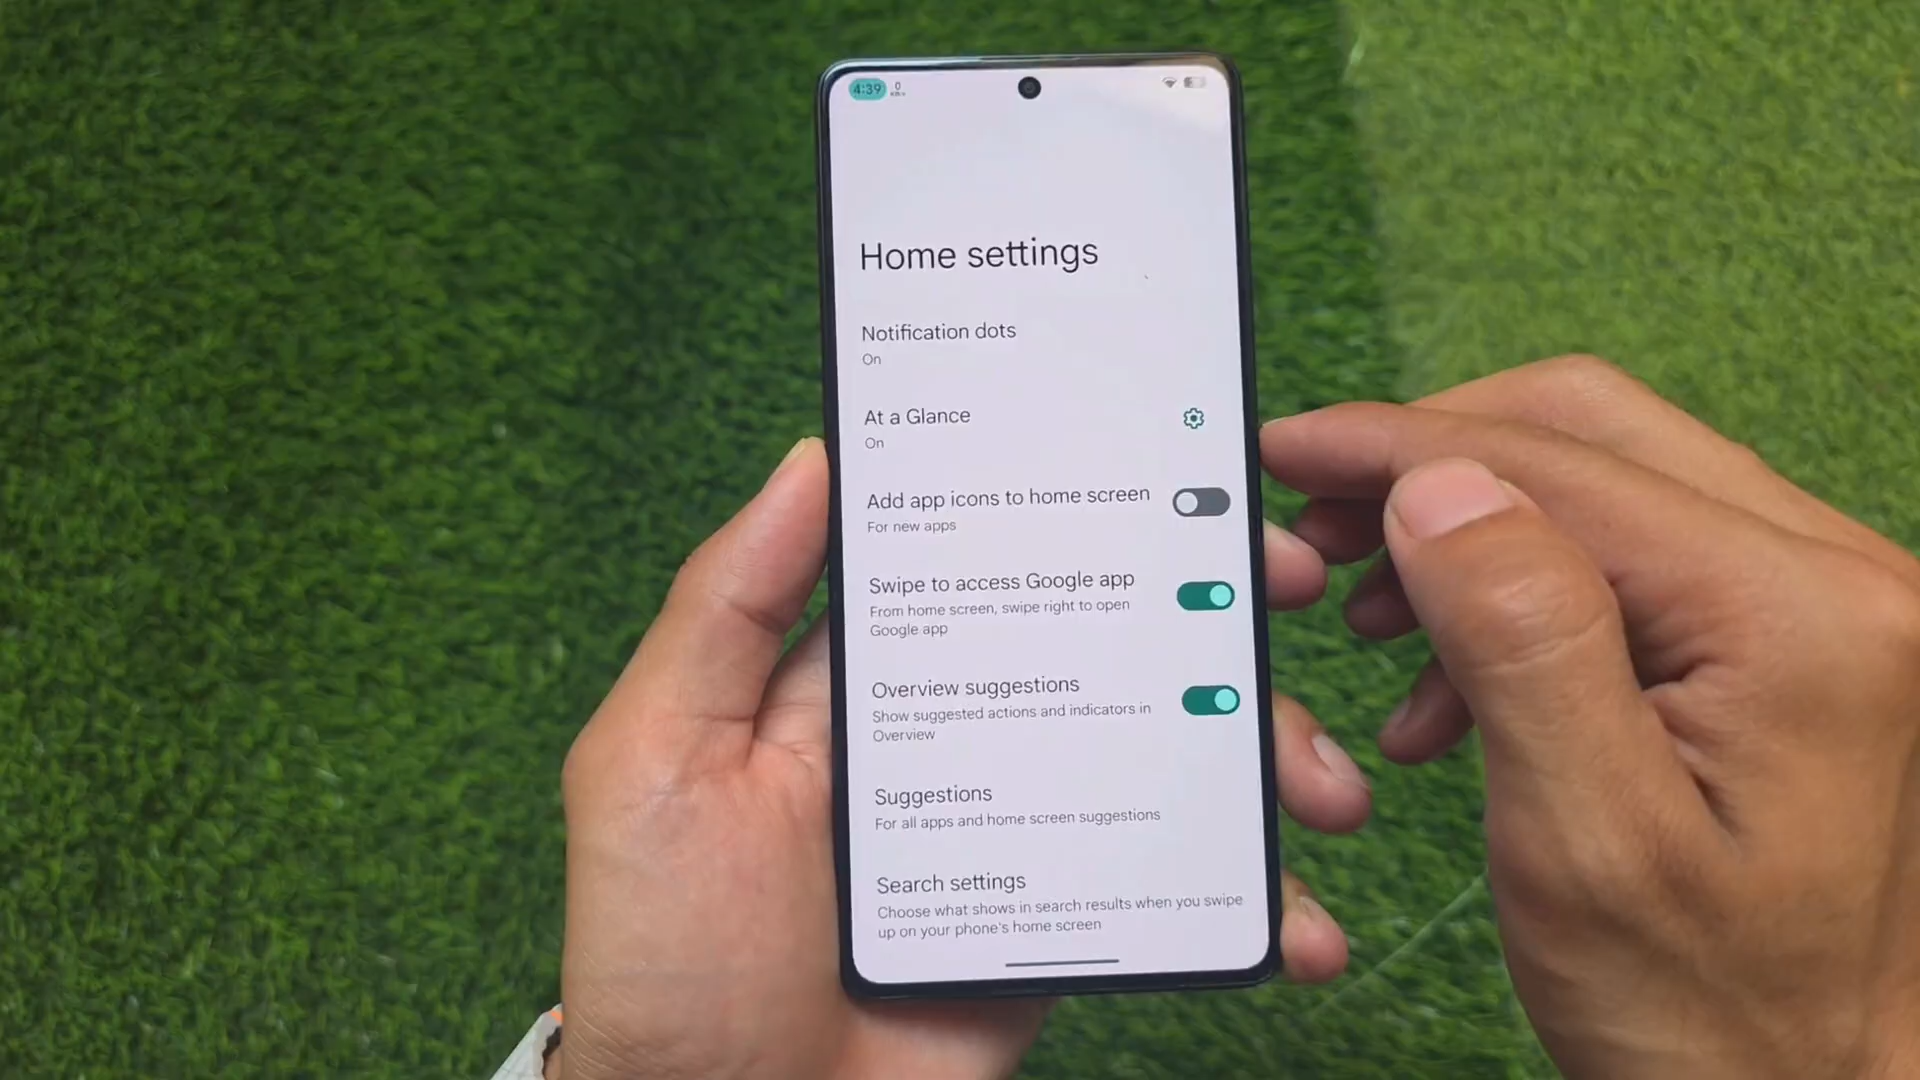 4:39 0
Home settings
Notification dots
On
At a Glance
On
Add app icons to home screen
For new apps
Swipe to access Google app
From home screen, swipe right to open
Google app
Overview suggestions
Show suggested actions and indicators in
Overview
Suggestions
For all apps and home screen suggestions
Search settings
Choose what shows in search results when you swipe
up on your phone's home screen